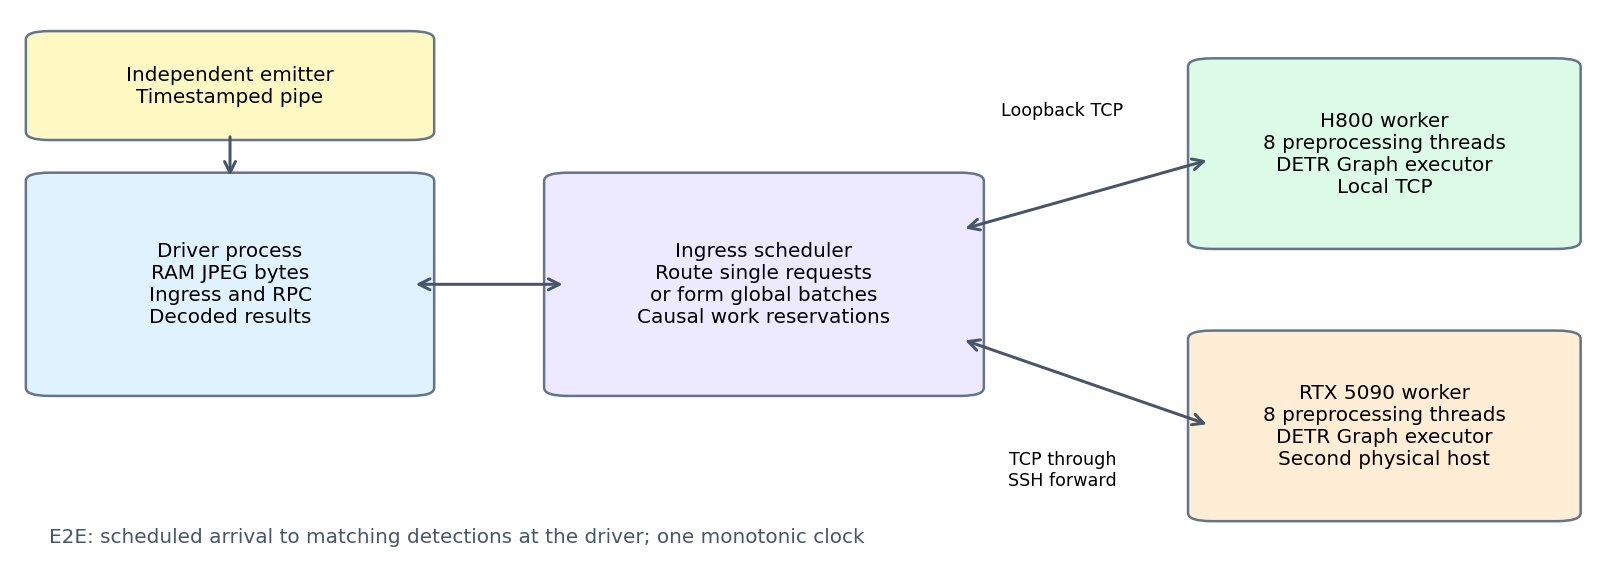 Independent emitter
Timestamped pipe
Driver process
RAM JPEG bytes
Ingress and RPC
Decoded results
Ingress scheduler
Route single requests
or form global batches
Causal work reservations
Loopback TCP
H800 worker
8 preprocessing threads
DETR Graph executor
Local TCP
TCP through
SSH forward
RTX 5090 worker
8 preprocessing threads
DETR Graph executor
Second physical host
E2E: scheduled arrival to matching detections at the driver; one monotonic clock